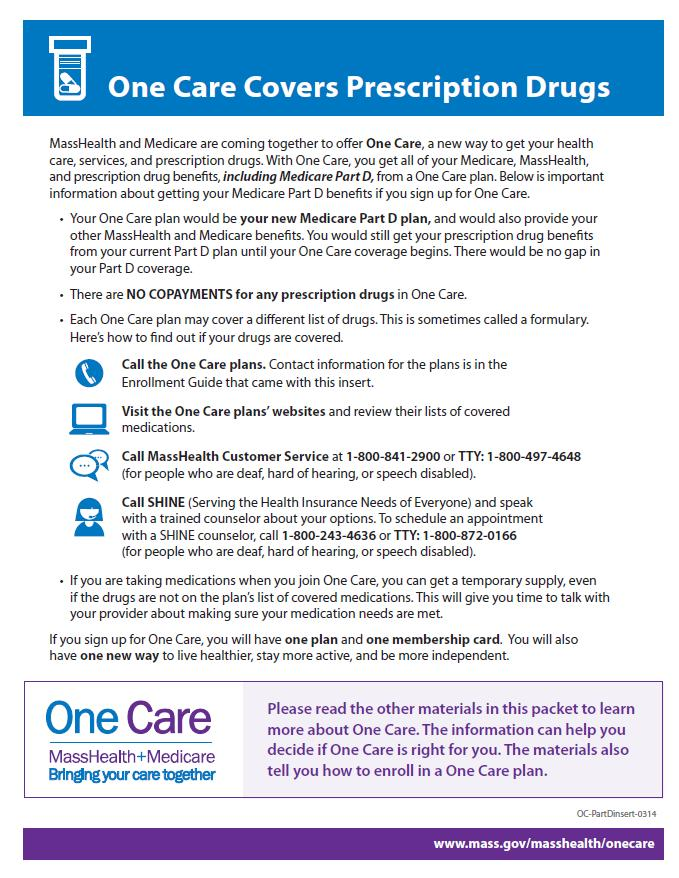 One Care Covers Prescription Drugs
MassHealth and Medicare are coming together to offer One Care, a new way to get your health
care, services, and prescription drugs. With One Care, you get all of your Medicare, MassHealth,
and prescription drug benefits, including Medicare Part D, from a One Care plan. Below is important
information about getting your Medicare Part D benefits if you sign up for One Care.
• Your One Care plan would be your new Medicare Part D plan, and would also provide your
other MassHealth and Medicare benefits. You would still get your prescription drug benefits
from your current Part D plan until your One Care coverage begins. There would be no gap in
your Part D coverage.
• There are NO COPAYMENTS for any prescription drugs in One Care.
• Each One Care plan may cover a different list of drugs. This is sometimes called a formulary.
Here's how to find out if your drugs are covered.
Call the One Care plans. Contact information for the plans is in the
Enrollment Guide that came with this insert.
Visit the One Care plans' websites and review their lists of covered
medications.
Call MassHealth Customer Service at 1-800-841-2900 or TTY: 1-800-497-4648
(for people who are deaf, hard of hearing, or speech disabled).
Call SHINE (Serving the Health Insurance Needs of Everyone) and speak
with a trained counselor about your options. To schedule an appointment
with a SHINE counselor, call 1-800-243-4636 or TTY: 1-800-872-0166
(for people who are deaf, hard of hearing, or speech disabled).
• If you are taking medications when you join One Care, you can get a temporary supply, even
if the drugs are not on the plan's list of covered medications. This will give you time to talk with
your provider about making sure your medication needs are met.
If you sign up for One Care, you will have one plan and one membership card. You will also
have one new way to live healthier, stay more active, and be more independent.
One Care
MassHealth+Medicare
Bringing your care together
Please read the other materials in this packet to learn
more about One Care. The information can help you
decide if One Care is right for you. The materials also
tell you how to enroll in a One Care plan.
OC-PartDinsert-0314
www.mass.gov/masshealth/onecare